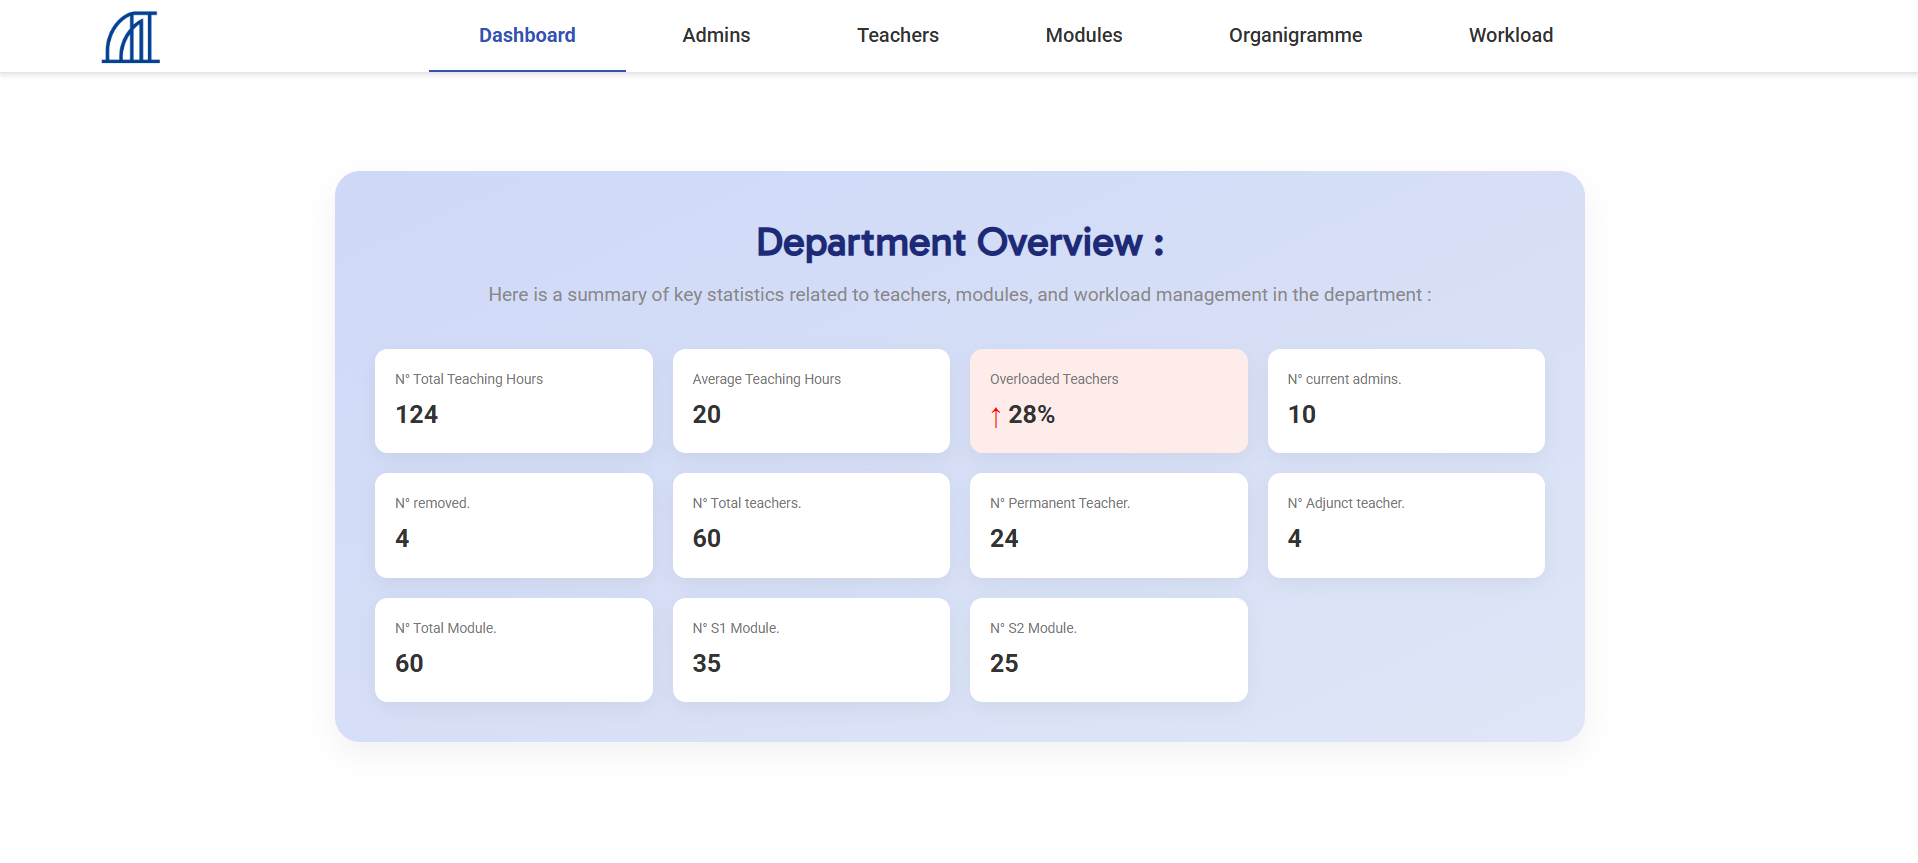 Dashboard Admins Teachers Modules Organigramme Workload
Department Overview :
Here is a summary of key statistics related to teachers, modules, and workload management in the department :
N° Total Teaching Hours
124
Average Teaching Hours
20
Overloaded Teachers
↑ 28%
N° current admins.
10
N° removed.
4
N° Total teachers.
60
N° Permanent Teacher.
24
N° Adjunct teacher.
4
N° Total Module.
60
N° S1 Module.
35
N° S2 Module.
25